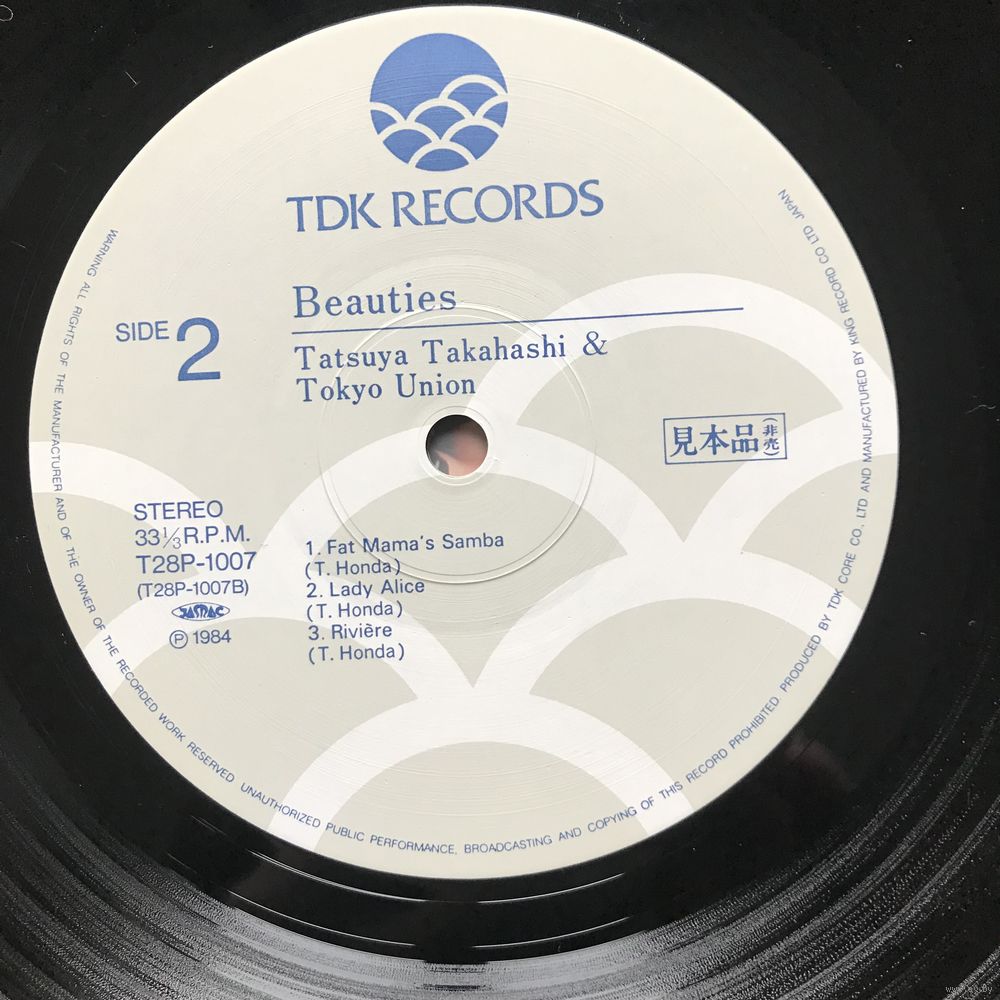 TDK RECORDS
Beauties
SIDE 2
Tatsuya Takahashi &
Tokyo Union
見本品(非売)
STEREO
33⅓R.P.M.
T28P-1007
(T28P-1007B)
JASRAC
Ⓟ 1984
1. Fat Mama's Samba
(T. Honda)
2. Lady Alice
(T. Honda)
3. Rivière
(T. Honda)
WARNING ALL RIGHTS OF THE MANUFACTURER AND OF THE OWNER OF THE RECORDED WORK RESERVED. UNAUTHORIZED PUBLIC PERFORMANCE, BROADCASTING AND COPYING OF THIS RECORD PROHIBITED. PRODUCED BY TDK CORE CO., LTD AND MANUFACTURED BY KING RECORD CO LTD JAPAN